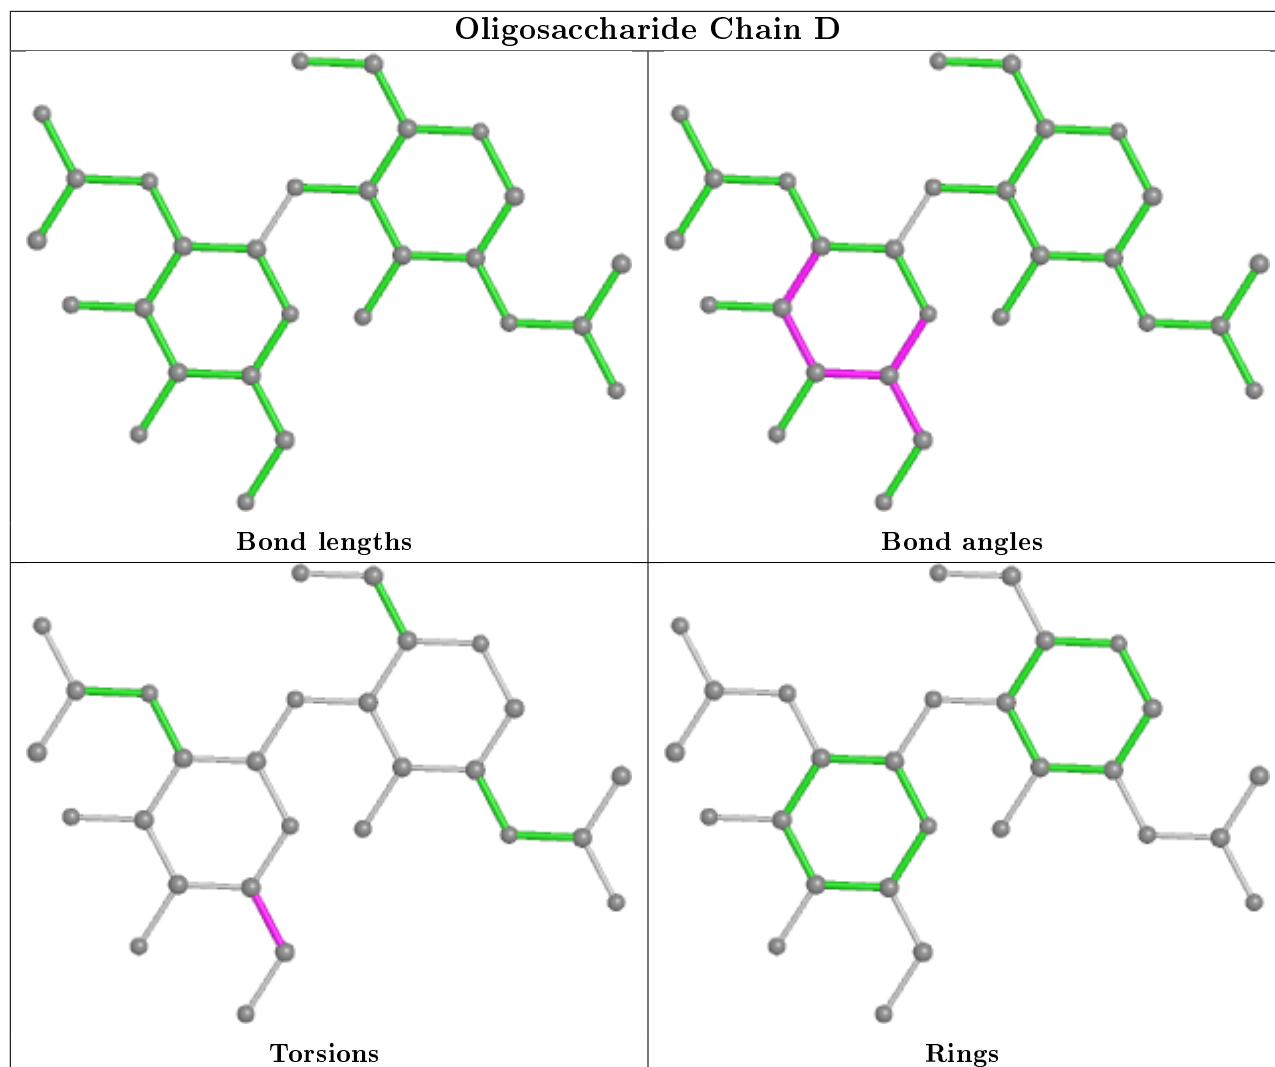 Oligosaccharide Chain D
Bond lengths
Bond angles
Torsions
Rings